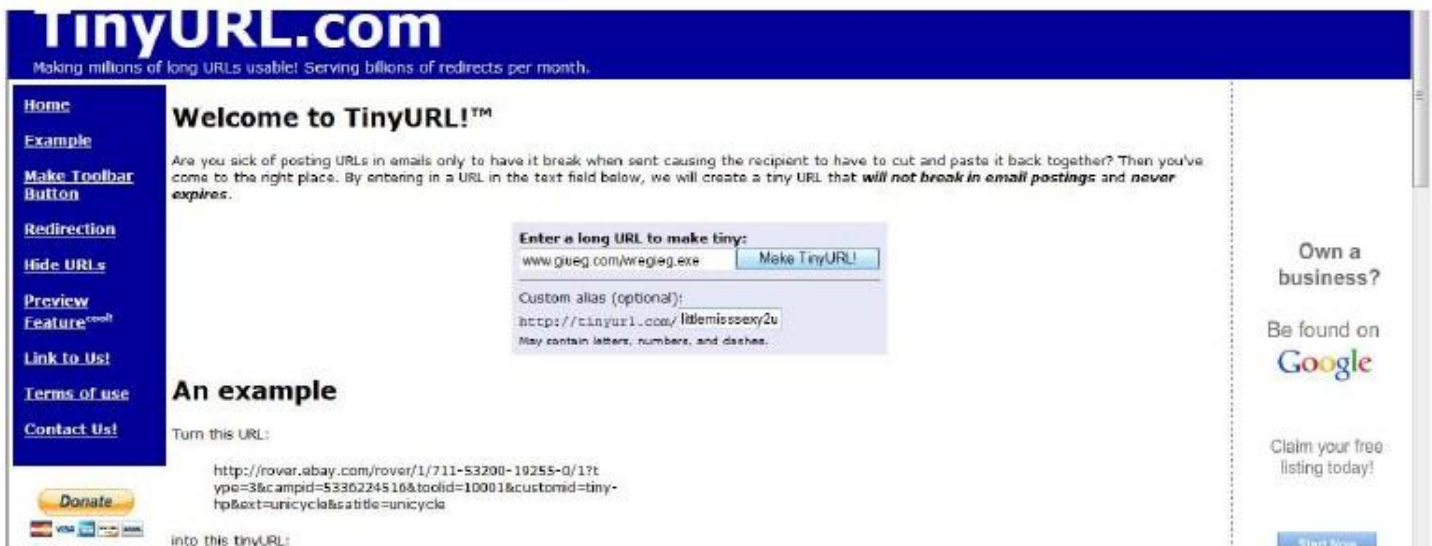 TinyURL.com
Making millions of long URLs usable! Serving billions of redirects per month.
Home
Example
Make Toolbar
Button
Redirection
Hide URLs
Preview
Feature cool!
Link to Us!
Terms of use
Contact Us!
Donate
VISA
Welcome to TinyURL!™
Are you sick of posting URLs in emails only to have it break when sent causing the recipient to have to cut and paste it back together? Then you've
come to the right place. By entering in a URL in the text field below, we will create a tiny URL that will not break in email postings and never
expires.
Enter a long URL to make tiny:
www.giueg.com/wregieg.exe Make TinyURL!
Custom alias (optional):
http://tinyurl.com/ littlemisssexy2u
May contain letters, numbers, and dashes.
An example
Turn this URL:
http://rover.ebay.com/rover/1/711-53200-19255-0/1?t
ype=3&campid=5336224516&toolid=10001&customid=tiny-
hp&ext=unicycle&satitle=unicycle
into this tinyURL:
Own a
business?
Be found on
Google
Claim your free
listing today!
Start Now